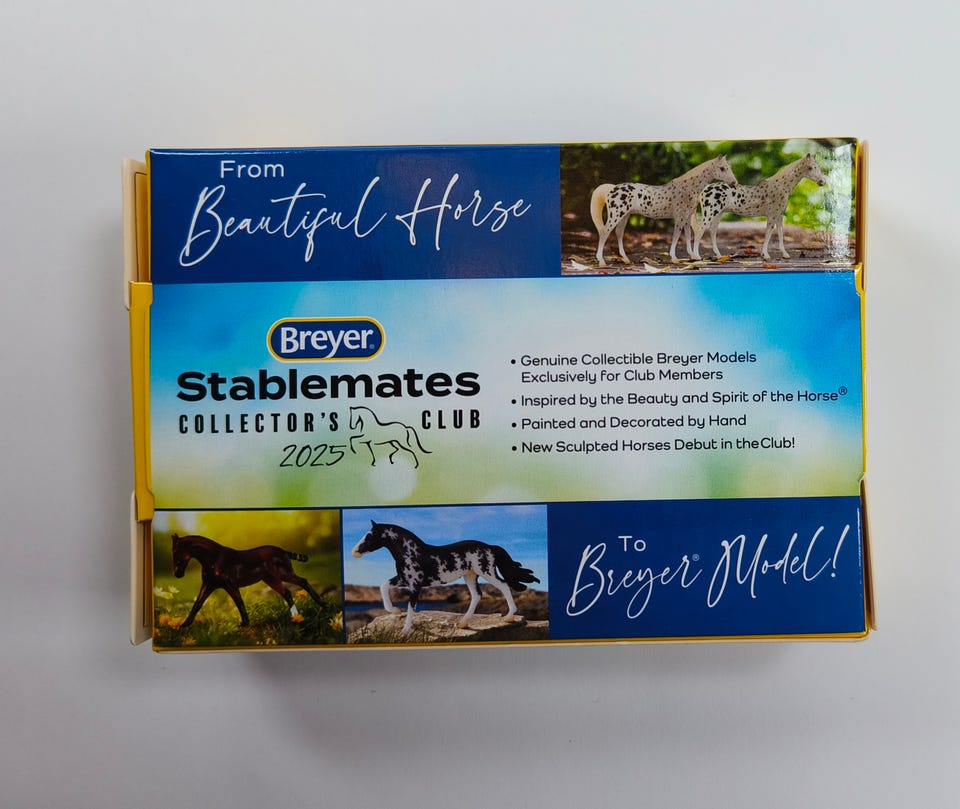 From
Beautiful Horse
Breyer®
Stablemates
COLLECTOR'S CLUB
2025
• Genuine Collectible Breyer Models
Exclusively for Club Members
• Inspired by the Beauty and Spirit of the Horse®
• Painted and Decorated by Hand
• New Sculpted Horses Debut in the Club!
To
Breyer® Model!